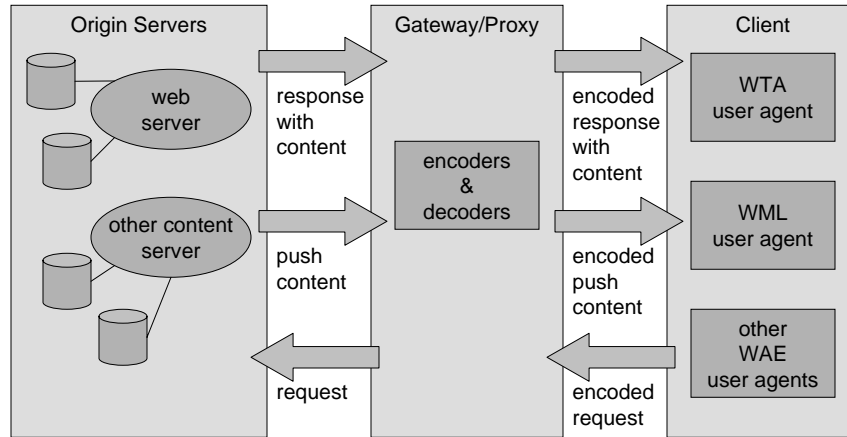 Origin Servers
web
server
other content
server
response
with
content
push
content
request
Gateway/Proxy
encoders
&
decoders
encoded
response
with
content
encoded
push
content
encoded
request
Client
WTA
user agent
WML
user agent
other
WAE
user agents